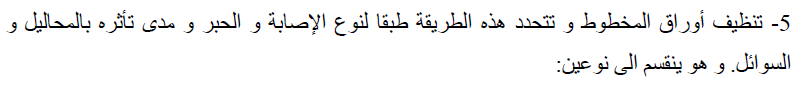 5- تنظيف أوراق المخطوط و تتحدد هذه الطريقة طبقا لنوع الإصابة و الحبر و مدى تأثره بالمحاليل و
السوائل. و هو ينقسم الى نوعين: